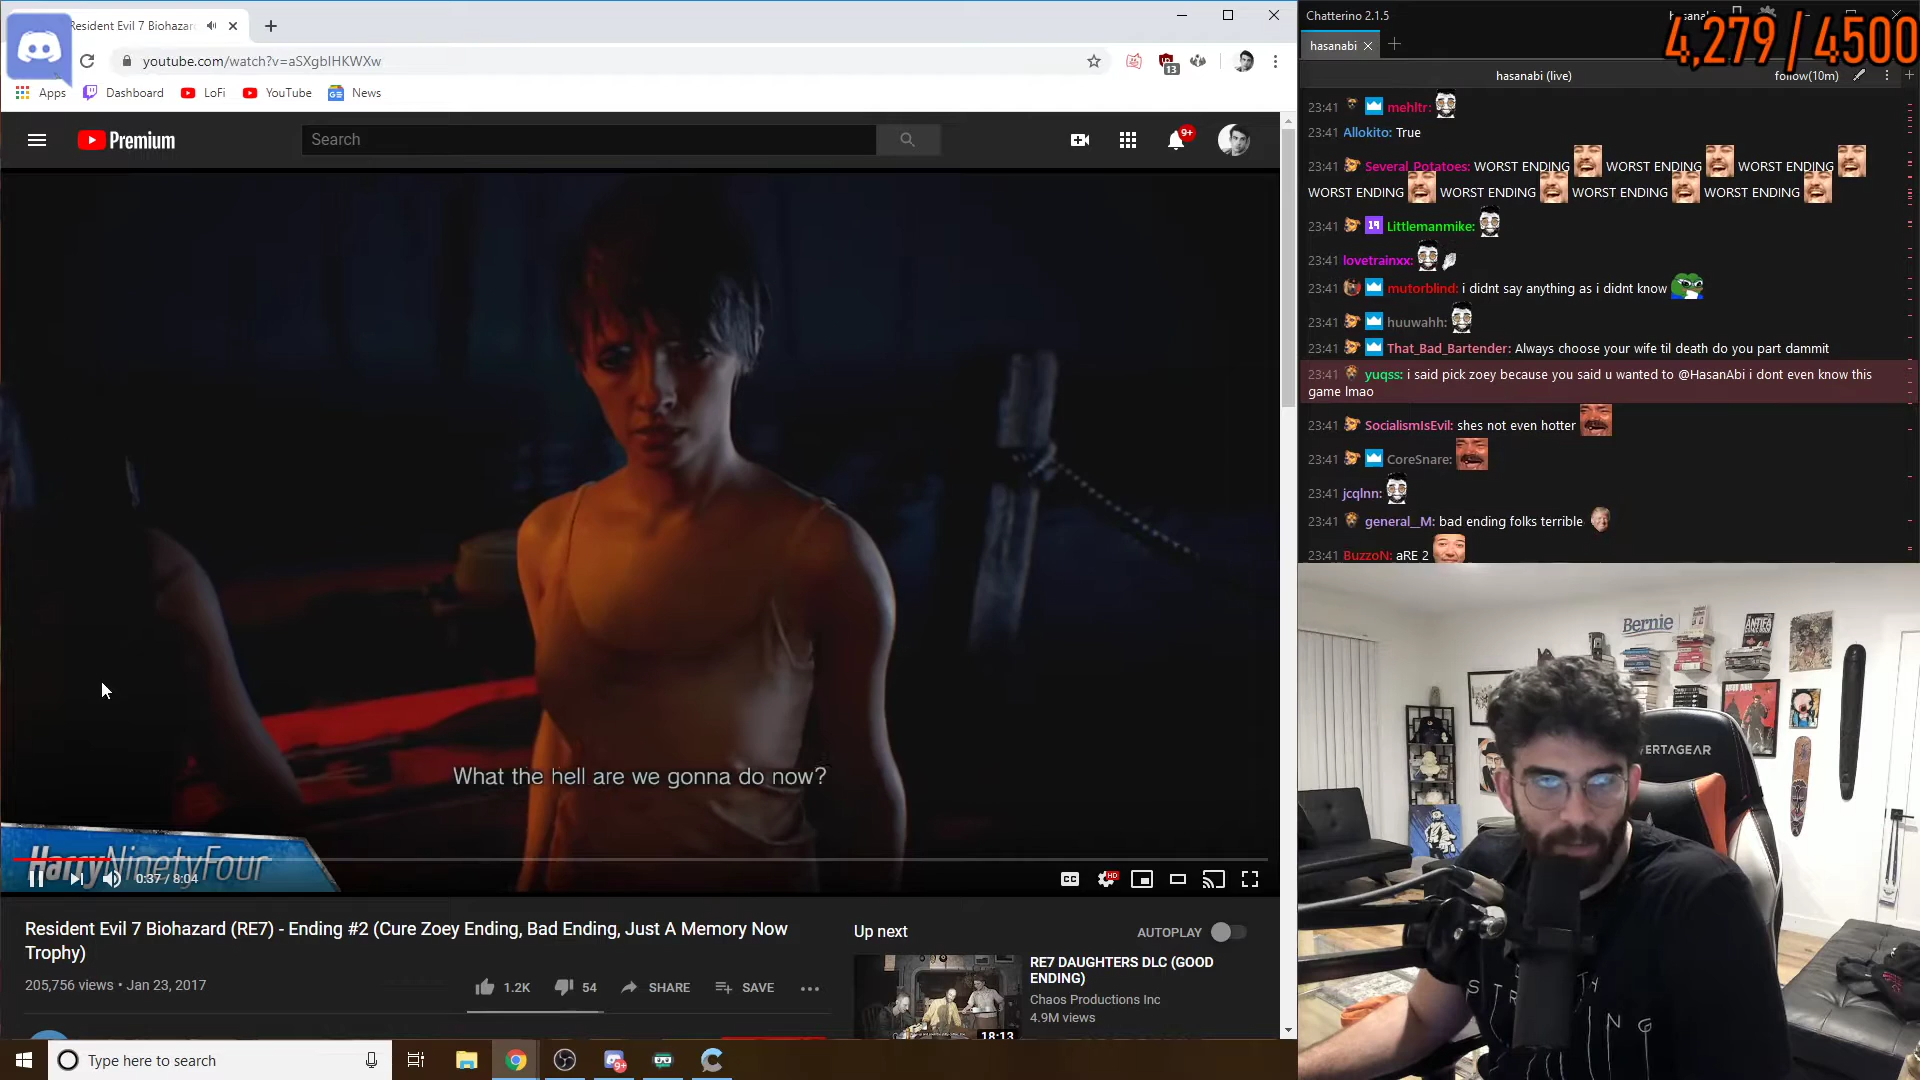 Resident Evil 7 Biohazar
youtube.com/watch?v=aSXgbIHKWXw
13
Apps
Dashboard
LoFi
YouTube
News
Premium
Search
9+
What the hell are we gonna do now?
HarryNinetyFour
0:37 / 8:04
CC
HD
Resident Evil 7 Biohazard (RE7) - Ending #2 (Cure Zoey Ending, Bad Ending, Just A Memory Now
Trophy)
205,756 views • Jan 23, 2017
1.2K
54
SHARE
SAVE
Up next
AUTOPLAY
RE7 DAUGHTERS DLC (GOOD
ENDING)
Chaos Productions Inc
4.9M views
18:13
Type here to search
Chatterino 2.1.5
4,279 / 4500
hasanabi
hasanabi (live)
follow(10m)
23:41 mehltr:
23:41 Allokito: True
23:41 Several_Potatoes: WORST ENDING WORST ENDING WORST ENDING
WORST ENDING WORST ENDING WORST ENDING WORST ENDING
23:41 19 Littlemanmike:
23:41 lovetrainxx:
23:41 mutorblind: i didnt say anything as i didnt know
23:41 huuwahh:
23:41 That_Bad_Bartender: Always choose your wife til death do you part dammit
23:41 yuqss: i said pick zoey because you said u wanted to @HasanAbi i dont even know this
game lmao
23:41 SocialismIsEvil: shes not even hotter
23:41 CoreSnare:
23:41 jcqlnn:
23:41 general__M: bad ending folks terrible
23:41 BuzzoN: aRE 2
Bernie
ANTIFA
VERTAGEAR